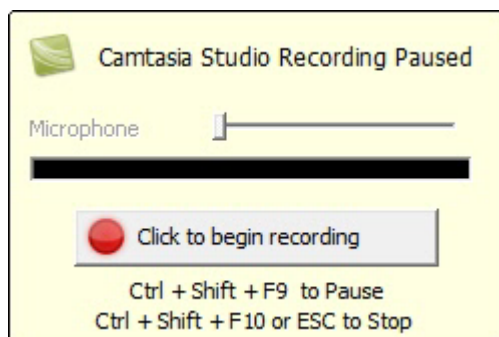 Camtasia Studio Recording Paused
Microphone
Click to begin recording
Ctrl + Shift + F9 to Pause
Ctrl + Shift + F10 or ESC to Stop